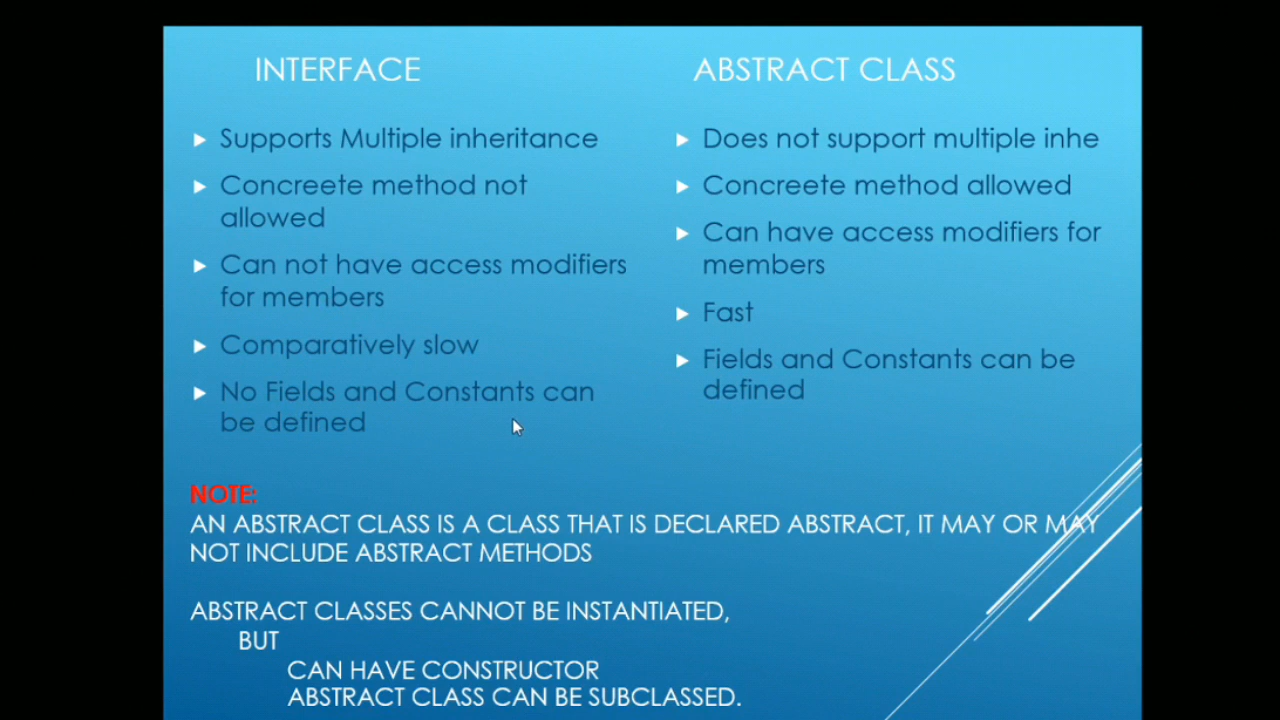 INTERFACE
Supports Multiple inheritance
Concreete method not
allowed
Can not have access modifiers
for members
Comparatively slow
No Fields and Constants can
be defined
ABSTRACT CLASS
Does not support multiple inhe
Concreete method allowed
Can have access modifiers for
members
Fast
Fields and Constants can be
defined
NOTE:
AN ABSTRACT CLASS IS A CLASS THAT IS DECLARED ABSTRACT, IT MAY OR MAY
NOT INCLUDE ABSTRACT METHODS
ABSTRACT CLASSES CANNOT BE INSTANTIATED,
BUT
CAN HAVE CONSTRUCTOR
ABSTRACT CLASS CAN BE SUBCLASSED.